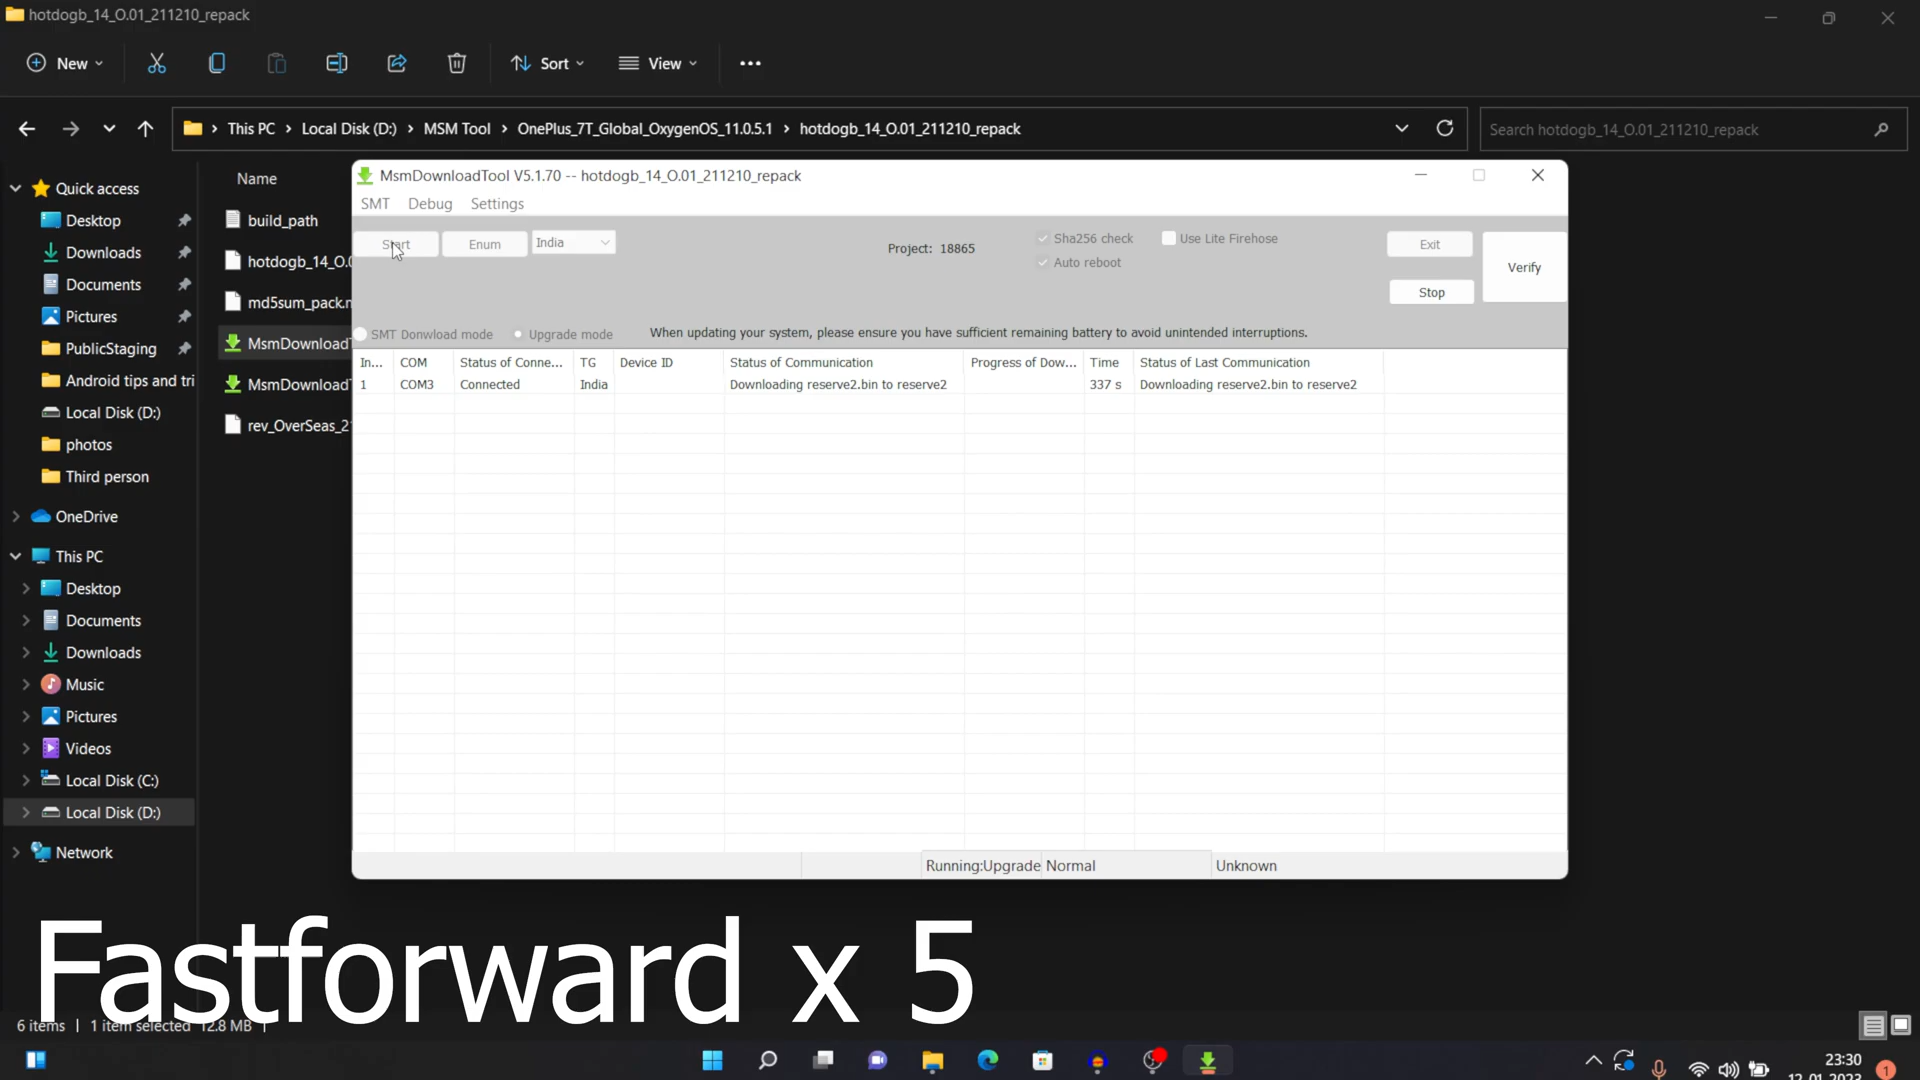 hotdogb_14_O.01_211210_repack
New
Sort
View
This PC > Local Disk (D:) > MSM Tool > OnePlus_7T_Global_OxygenOS_11.0.5.1 > hotdogb_14_O.01_211210_repack
Search hotdogb_14_O.01_211210_repack
Quick access
Desktop
Downloads
Documents
Pictures
PublicStaging
Android tips and tri
Local Disk (D:)
photos
Third person
OneDrive
This PC
Desktop
Documents
Downloads
Music
Pictures
Videos
Local Disk (C:)
Local Disk (D:)
Network
Name
build_path
hotdogb_14_O.0
md5sum_pack.m
MsmDownloadT
MsmDownloadT
rev_OverSeas_2
MsmDownloadTool V5.1.70 -- hotdogb_14_O.01_211210_repack
SMT Debug Settings
Start Enum India
Project: 18865
Sha256 check Use Lite Firehose
Auto reboot
Exit
Verify
Stop
SMT Donwload mode Upgrade mode
When updating your system, please ensure you have sufficient remaining battery to avoid unintended interruptions.
In... COM Status of Conne... TG Device ID Status of Communication Progress of Dow... Time Status of Last Communication
1 COM3 Connected India Downloading reserve2.bin to reserve2 337 s Downloading reserve2.bin to reserve2
Running:Upgrade Normal Unknown
Fastforward x 5
6 items 1 item selected 12.8 MB
23:30
12-01-2023
1